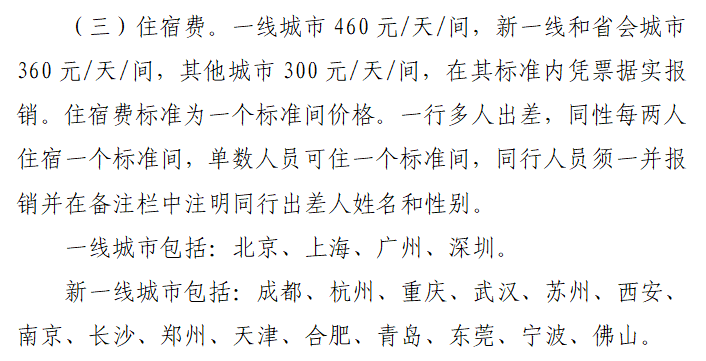 （三）住宿费。一线城市 460 元/天/间，新一线和省会城市
360 元/天/间，其他城市 300 元/天/间，在其标准内凭票据实报
销。住宿费标准为一个标准间价格。一行多人出差，同性每两人
住宿一个标准间，单数人员可住一个标准间，同行人员须一并报
销并在备注栏中注明同行出差人姓名和性别。
一线城市包括：北京、上海、广州、深圳。
新一线城市包括：成都、杭州、重庆、武汉、苏州、西安、
南京、长沙、郑州、天津、合肥、青岛、东莞、宁波、佛山。